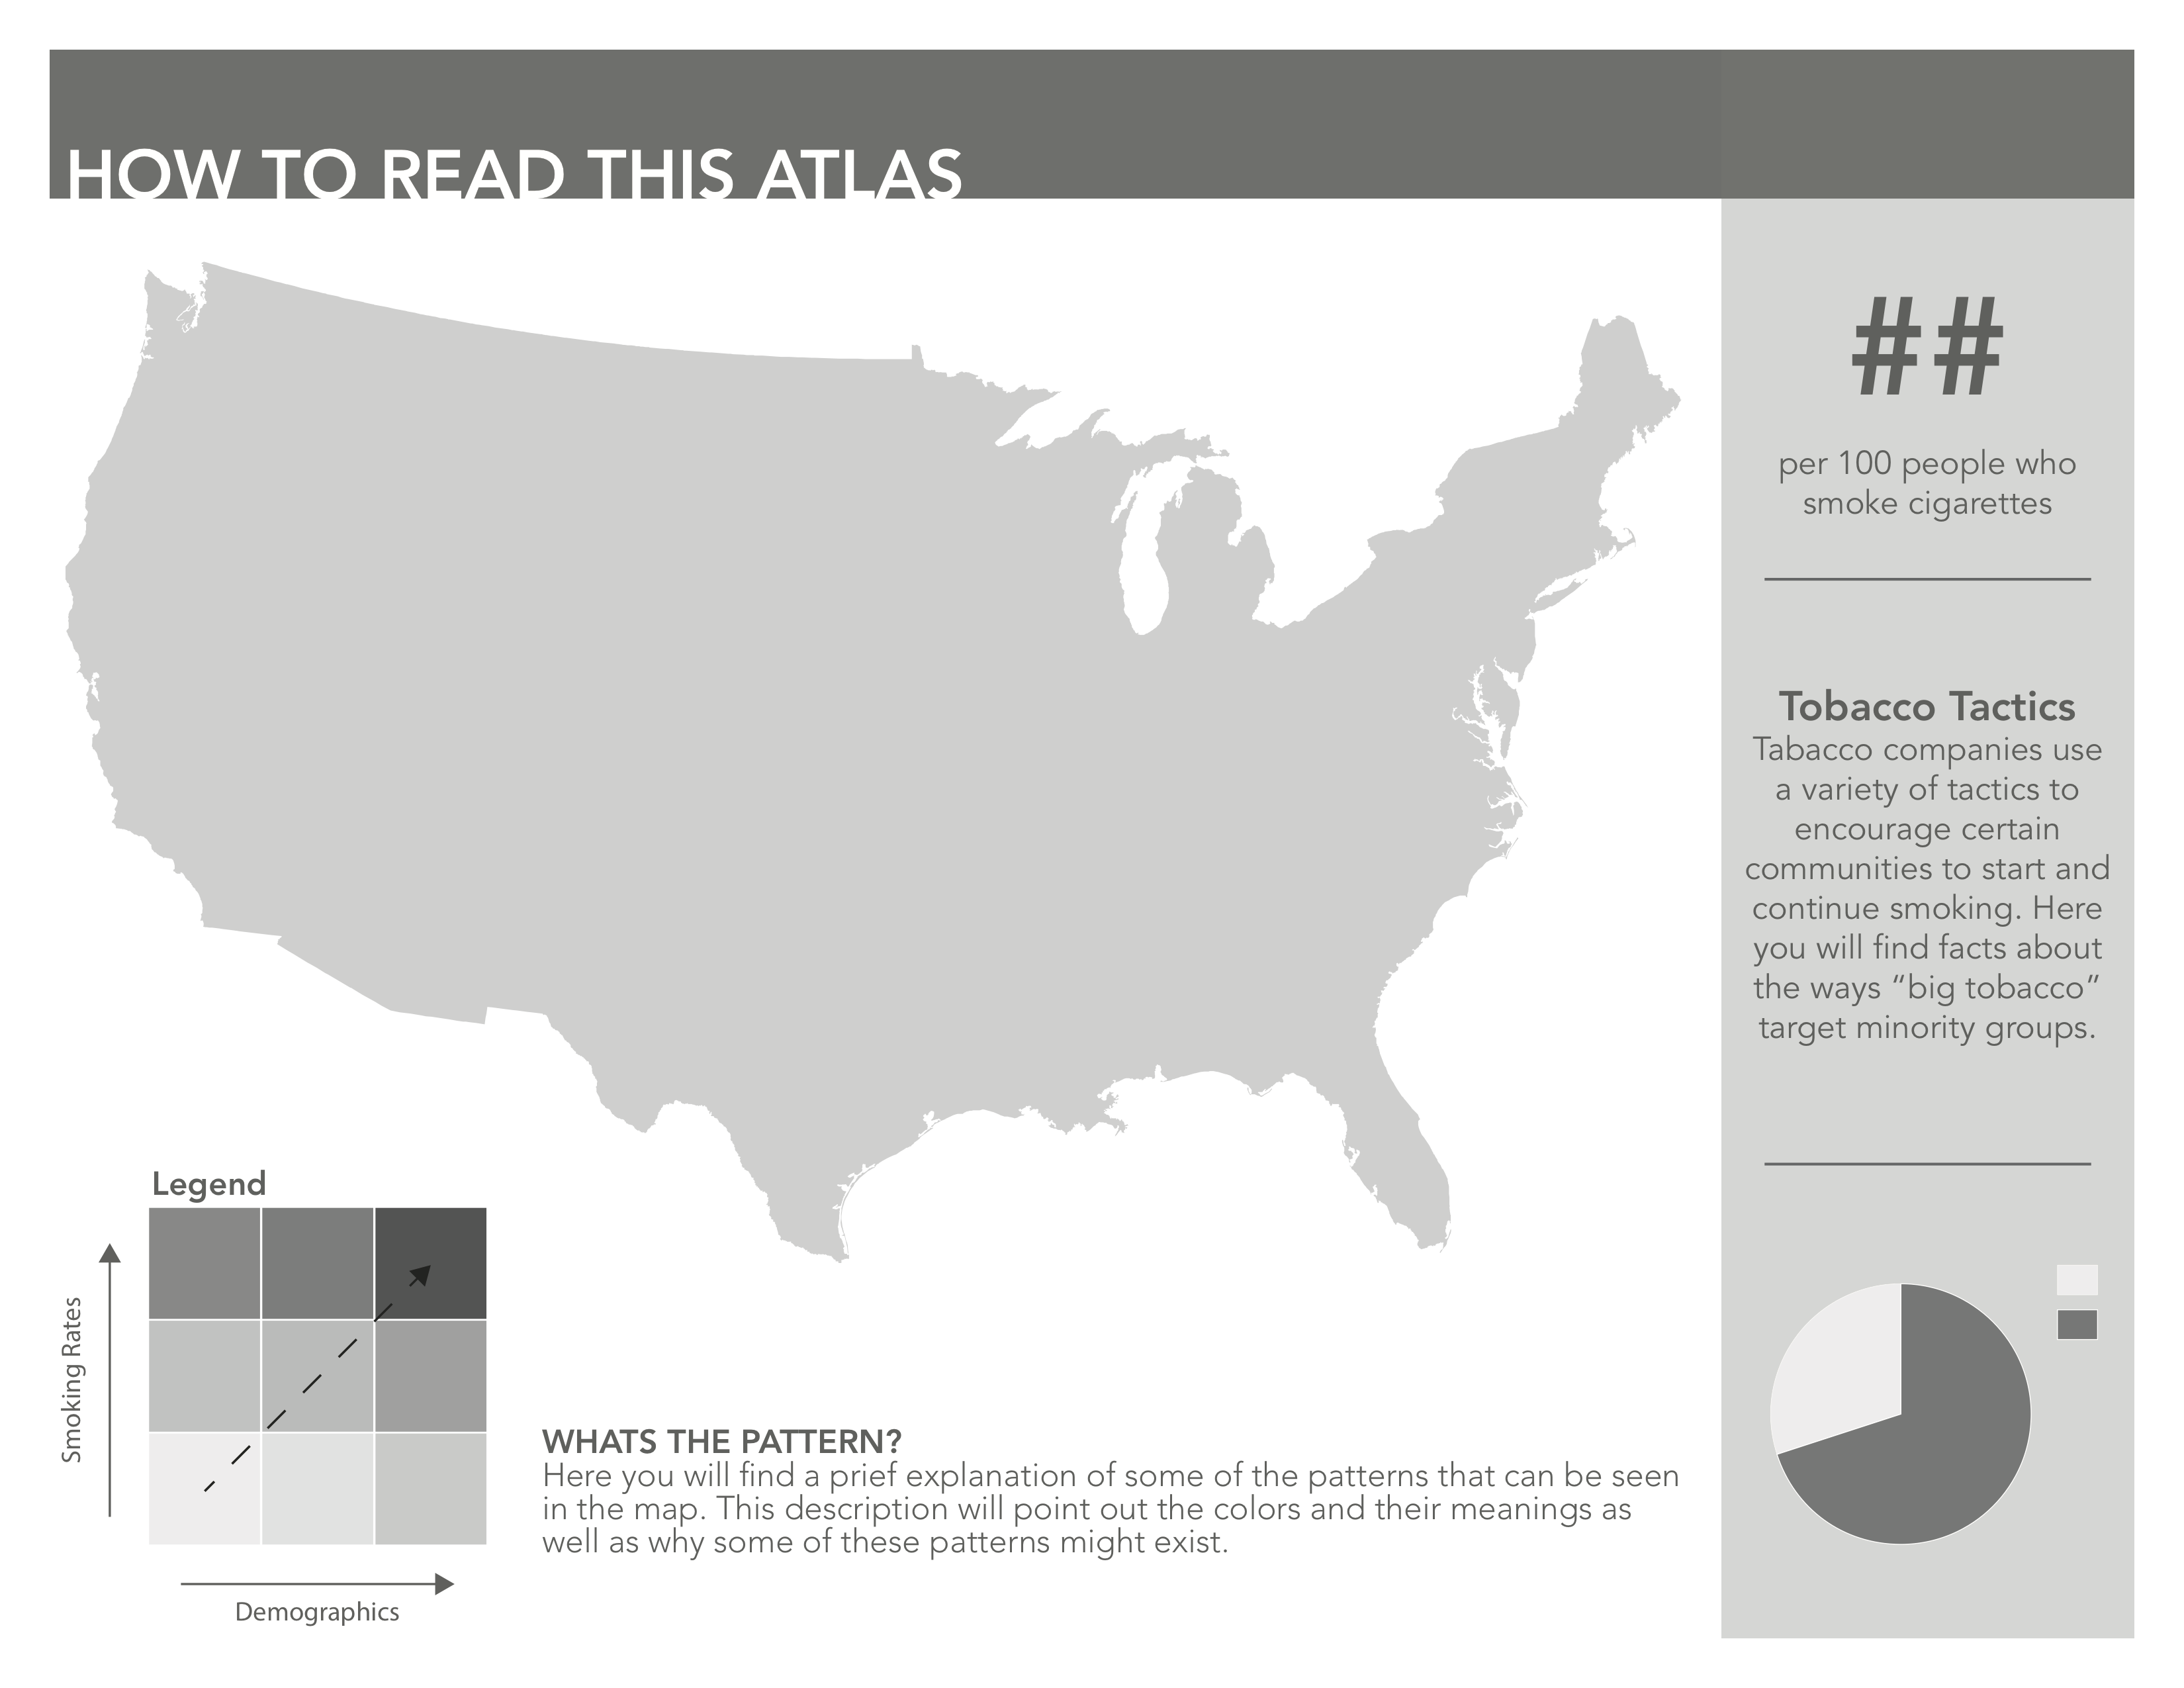 HOW TO READ THIS ATLAS
##
per 100 people who
smoke cigarettes
Tobacco Tactics
Tabacco companies use
a variety of tactics to
encourage certain
communities to start and
continue smoking. Here
you will find facts about
the ways “big tobacco”
target minority groups.
Legend
Smoking Rates
Demographics
WHATS THE PATTERN?
Here you will find a prief explanation of some of the patterns that can be seen
in the map. This description will point out the colors and their meanings as
well as why some of these patterns might exist.